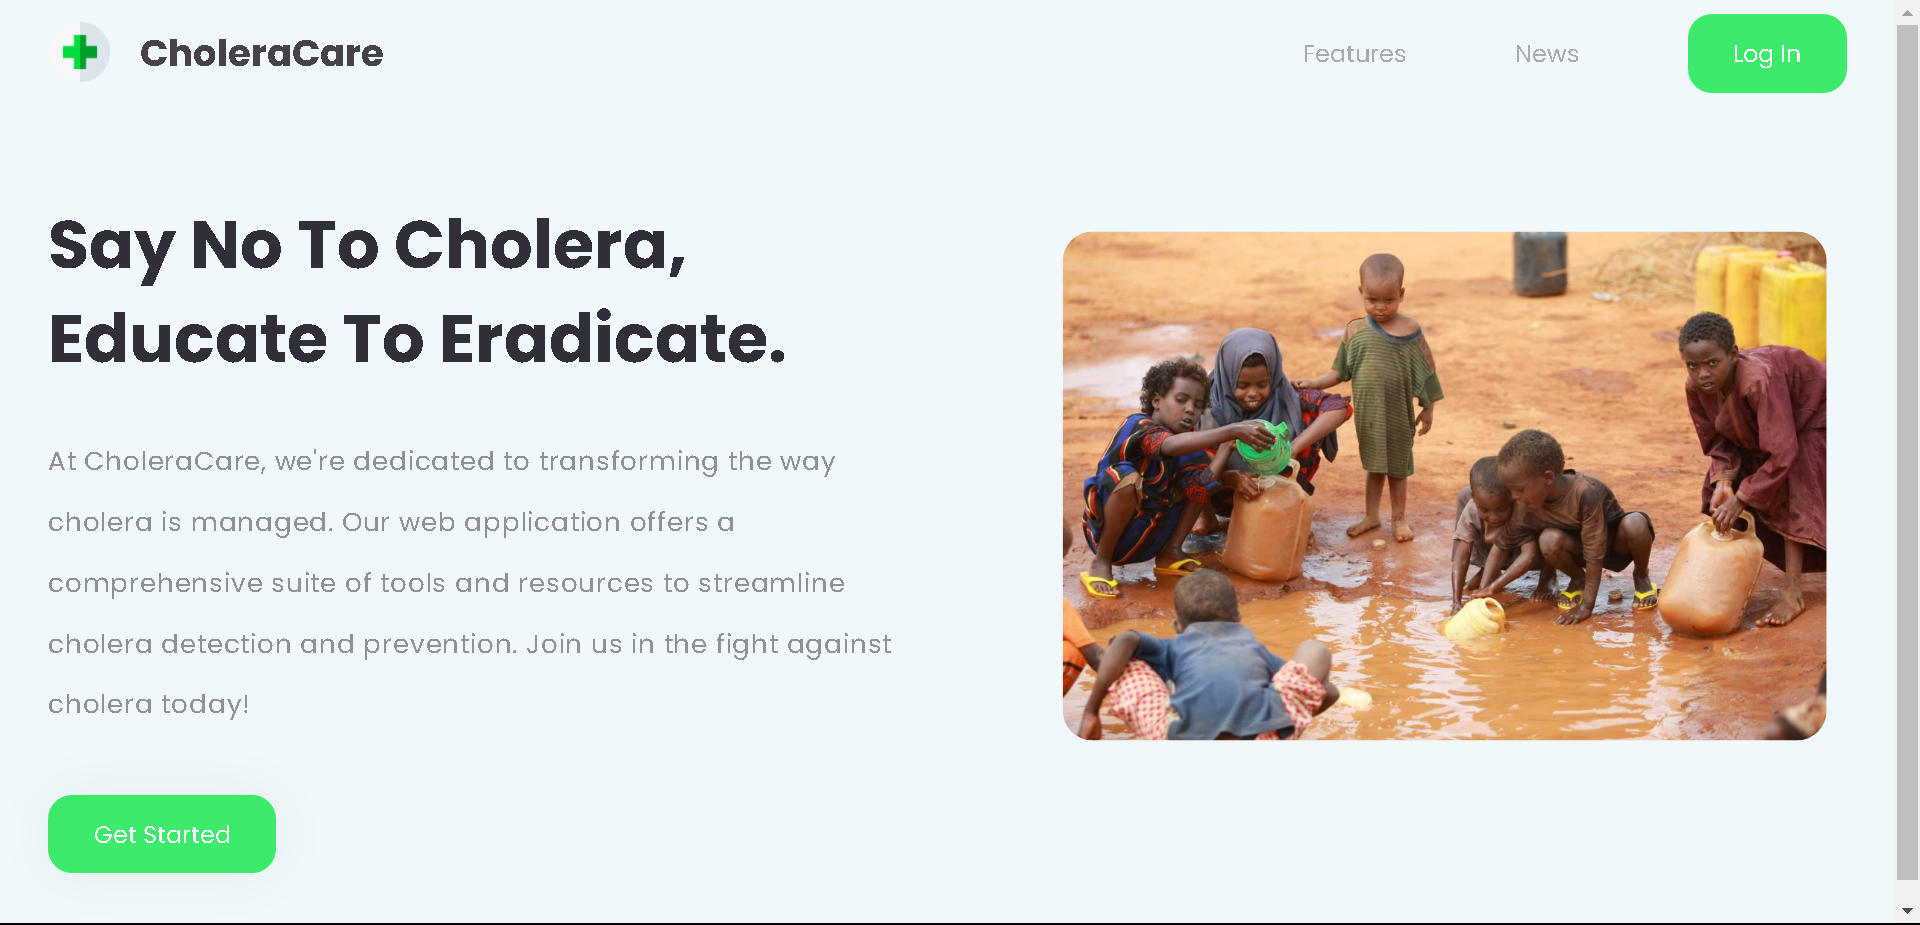 CholeraCare
Features
News
Log In
Say No To Cholera,
Educate To Eradicate.
At CholeraCare, we're dedicated to transforming the way
cholera is managed. Our web application offers a
comprehensive suite of tools and resources to streamline
cholera detection and prevention. Join us in the fight against
cholera today!
Get Started